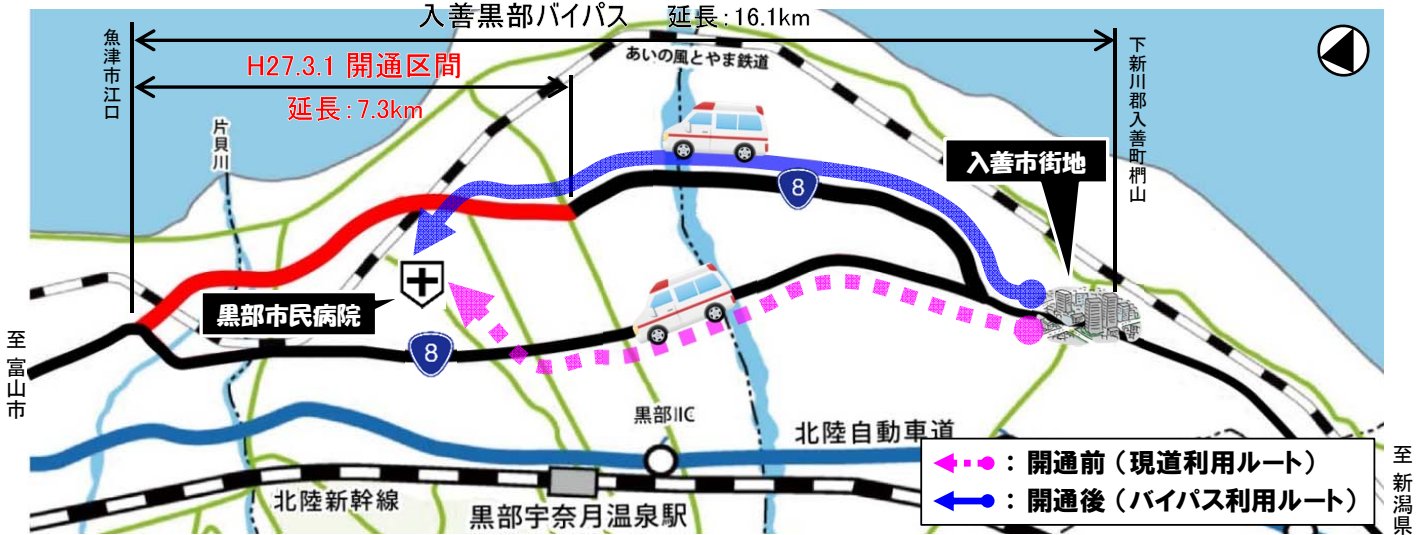 入善黒部バイパス 延長:16.1km
魚津市江口
H27.3.1 開通区間
延長:7.3km
あいの風とやま鉄道
下新川郡入善町椚山
片貝川
入善市街地
8
黒部市民病院
8
至 富山市
黒部IC
北陸自動車道
北陸新幹線
黒部宇奈月温泉駅
:開通前(現道利用ルート)
:開通後(バイパス利用ルート)
至 新潟県